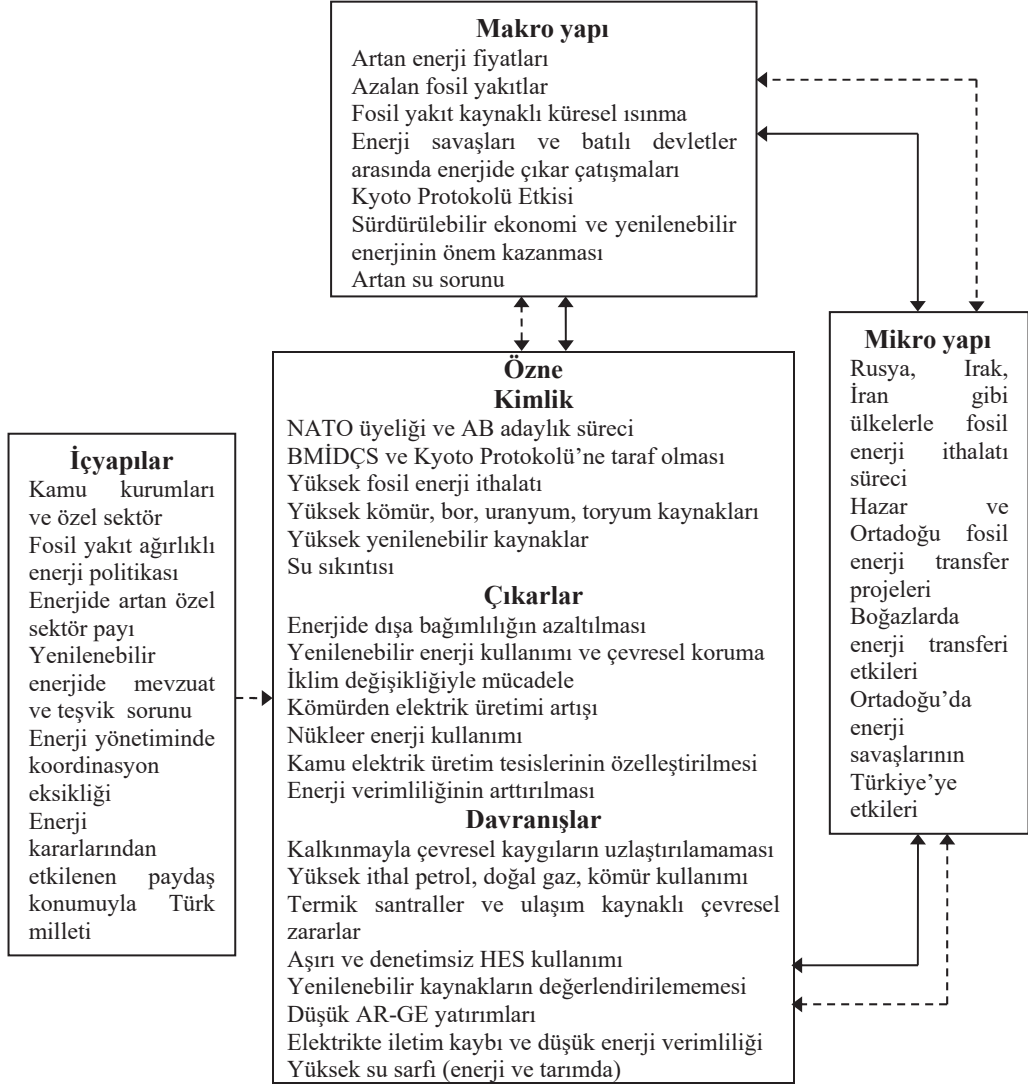 Makro yapı
Artan enerji fiyatları
Azalan fosil yakıtlar
Fosil yakıt kaynaklı küresel ısınma
Enerji savaşları ve batılı devletler
arasında enerjide çıkar çatışmaları
Kyoto Protokolü Etkisi
Sürdürülebilir ekonomi ve yenilenebilir
enerjinin önem kazanması
Artan su sorunu
İçyapılar
Kamu kurumları
ve özel sektör
Fosil yakıt ağırlıklı
enerji politikası
Enerjide artan özel
sektör payı
Yenilenebilir
enerjide mevzuat
ve teşvik sorunu
Enerji yönetiminde
koordinasyon
eksikliği
Enerji
kararlarından
etkilenen paydaş
konumuyla Türk
milleti
Özne
Kimlik
NATO üyeliği ve AB adaylık süreci
BMİDÇS ve Kyoto Protokolü’ne taraf olması
Yüksek fosil enerji ithalatı
Yüksek kömür, bor, uranyum, toryum kaynakları
Yüksek yenilenebilir kaynaklar
Su sıkıntısı
Çıkarlar
Enerjide dışa bağımlılığın azaltılması
Yenilenebilir enerji kullanımı ve çevresel koruma
İklim değişikliğiyle mücadele
Kömürden elektrik üretimi artışı
Nükleer enerji kullanımı
Kamu elektrik üretim tesislerinin özelleştirilmesi
Enerji verimliliğinin arttırılması
Davranışlar
Kalkınmayla çevresel kaygıların uzlaştırılamaması
Yüksek ithal petrol, doğal gaz, kömür kullanımı
Termik santraller ve ulaşım kaynaklı çevresel
zararlar
Aşırı ve denetimsiz HES kullanımı
Yenilenebilir kaynakların değerlendirilememesi
Düşük AR-GE yatırımları
Elektrikte iletim kaybı ve düşük enerji verimliliği
Yüksek su sarfı (enerji ve tarımda)
Mikro yapı
Rusya, Irak,
İran gibi
ülkelerle fosil
enerji ithalatı
süreci
Hazar ve
Ortadoğu fosil
enerji transfer
projeleri
Boğazlarda
enerji transferi
etkileri
Ortadoğu’da
enerji
savaşlarının
Türkiye’ye
etkileri